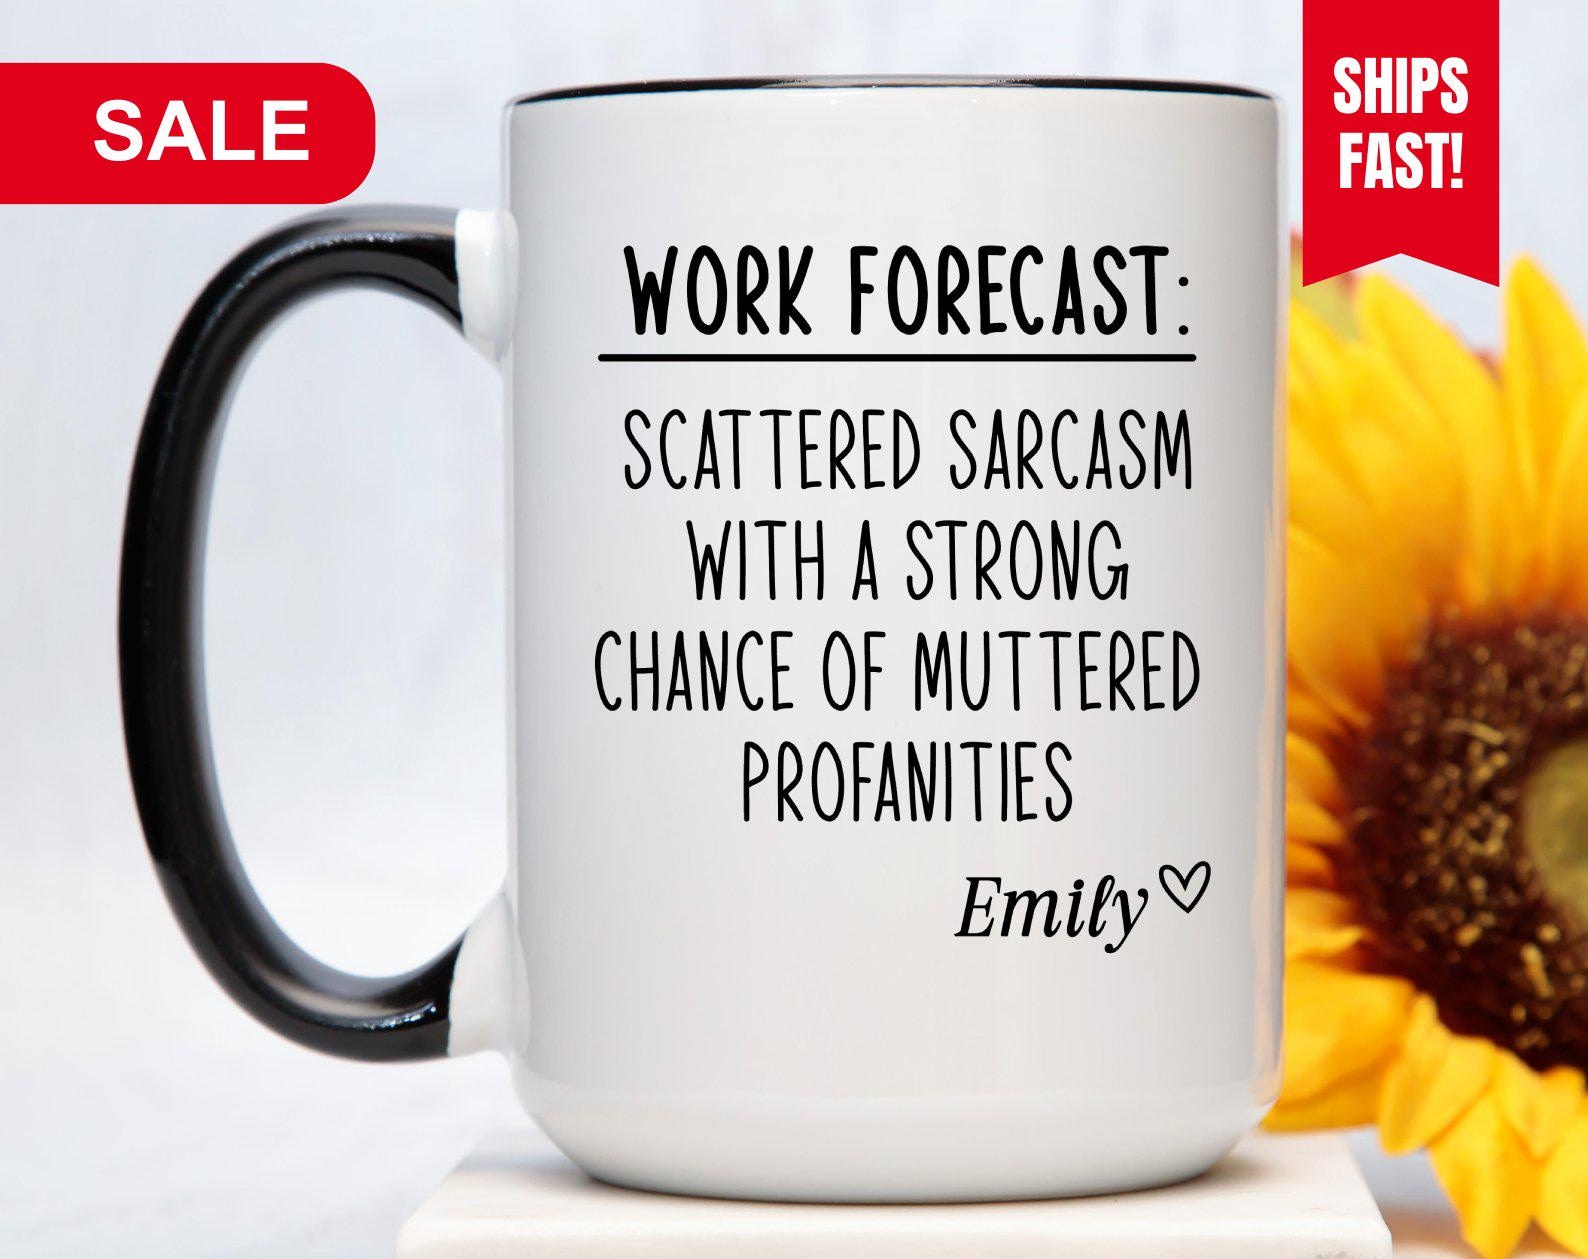 SALE
SHIPS
FAST!
WORK FORECAST:
SCATTERED SARCASM
WITH A STRONG
CHANCE OF MUTTERED
PROFANITIES
Emily